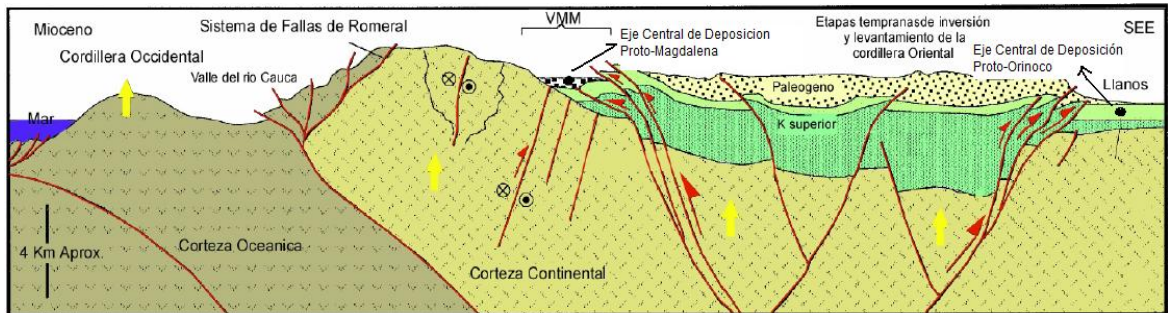 Mioceno
Sistema de Fallas de Romeral
Cordillera Occidental
Valle del rio Cauca
Mar
4 Km Aprox.
Corteza Oceanica
Corteza Continental
VMM
Eje Central de Deposicion
Proto-Magdalena
Etapas tempranasde inversión
y levantamiento de la
cordillera Oriental
SEE
Eje Central de Deposición
Proto-Orinoco
Llanos
Paleogeno
K superior